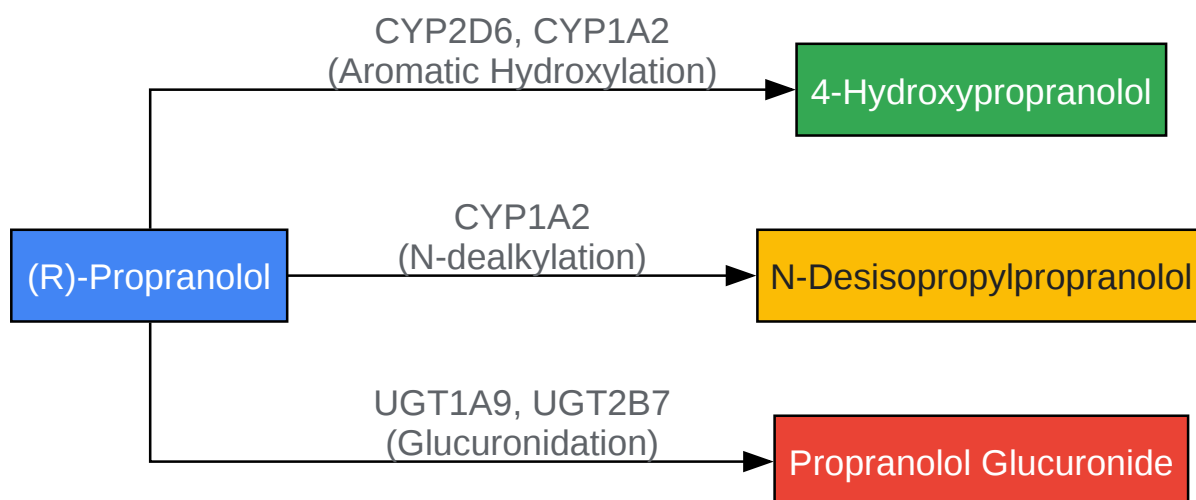 CYP2D6, CYP1A2
(Aromatic Hydroxylation)
4-Hydroxypropranolol
CYP1A2
(N-dealkylation)
(R)-Propranolol
N-Desisopropylpropranolol
UGT1A9, UGT2B7
(Glucuronidation)
Propranolol Glucuronide